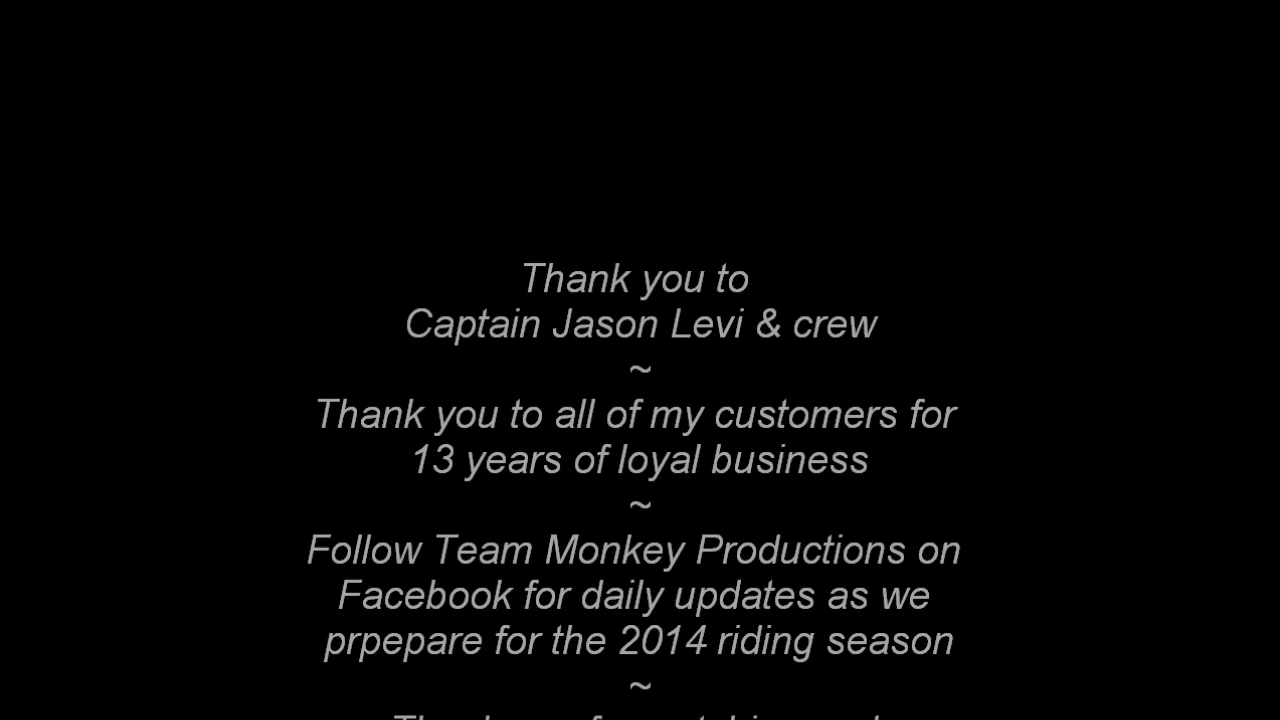 Thank you to
Captain Jason Levi & crew
~
Thank you to all of my customers for
13 years of loyal business
~
Follow Team Monkey Productions on
Facebook for daily updates as we
prpepare for the 2014 riding season
~